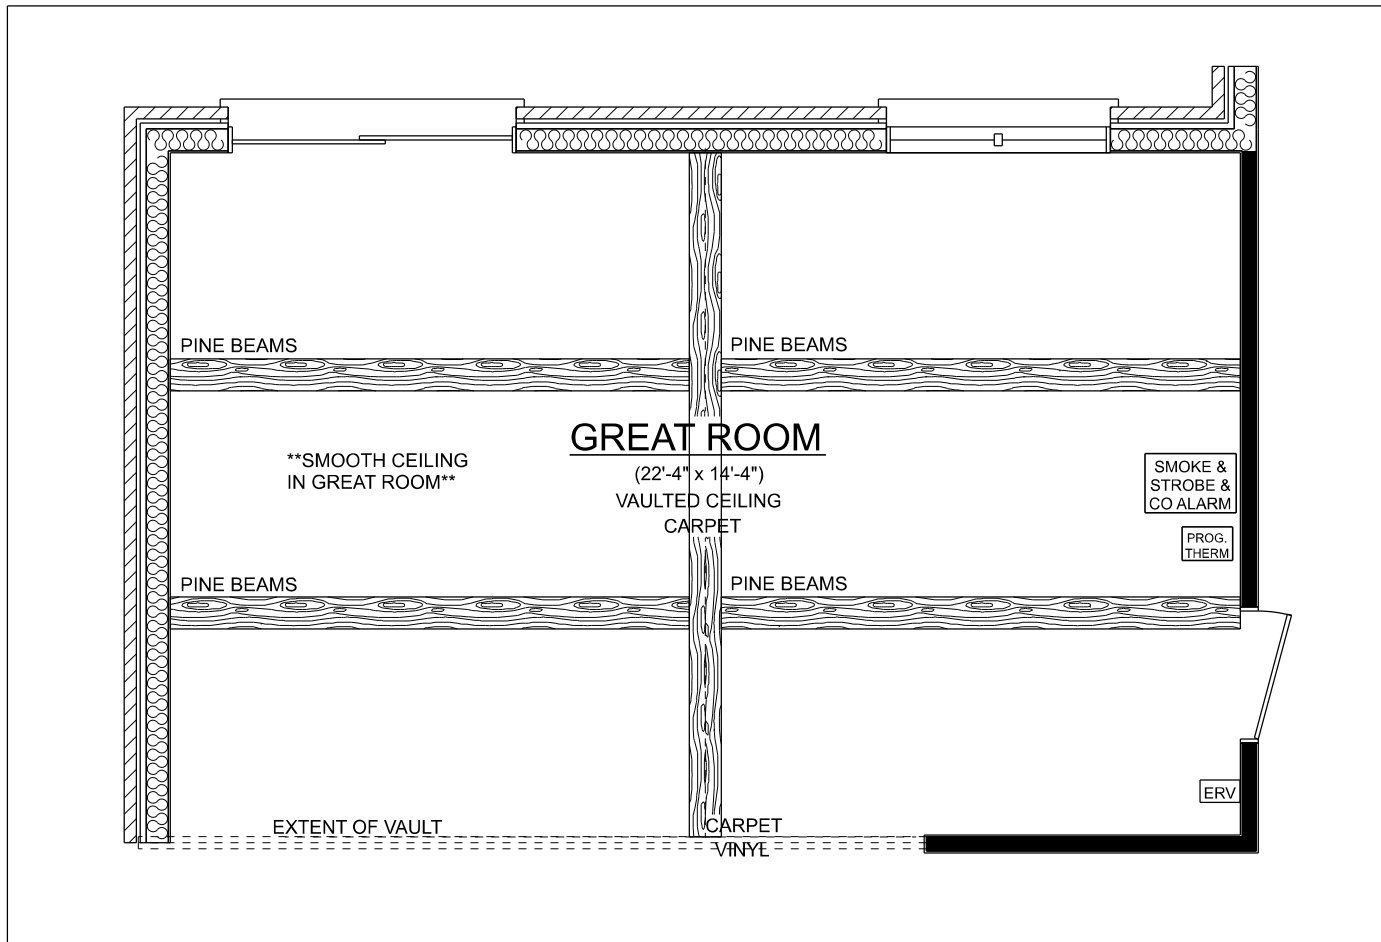 PINE BEAMS
PINE BEAMS
GREAT ROOM
(22'-4" x 14'-4")
VAULTED CEILING
CARPET
**SMOOTH CEILING
IN GREAT ROOM**
SMOKE &
STROBE &
CO ALARM
PROG.
THERM
PINE BEAMS
PINE BEAMS
ERV
EXTENT OF VAULT
CARPET
VINYL